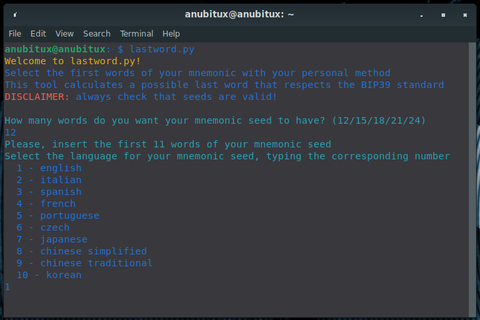 anubitux@anubitux: ~
File Edit View Search Terminal Help
anubitux@anubitux: $ lastword.py
Welcome to lastword.py!
Select the first words of your mnemonic with your personal method
This tool calculates a possible last word that respects the BIP39 standard
DISCLAIMER: always check that seeds are valid!
How many words do you want your mnemonic seed to have? (12/15/18/21/24)
12
Please, insert the first 11 words of your mnemonic seed
Select the language for your mnemonic seed, typing the corresponding number
1 - english
2 - italian
3 - spanish
4 - french
5 - portuguese
6 - czech
7 - japanese
8 - chinese simplified
9 - chinese traditional
10 - korean
1